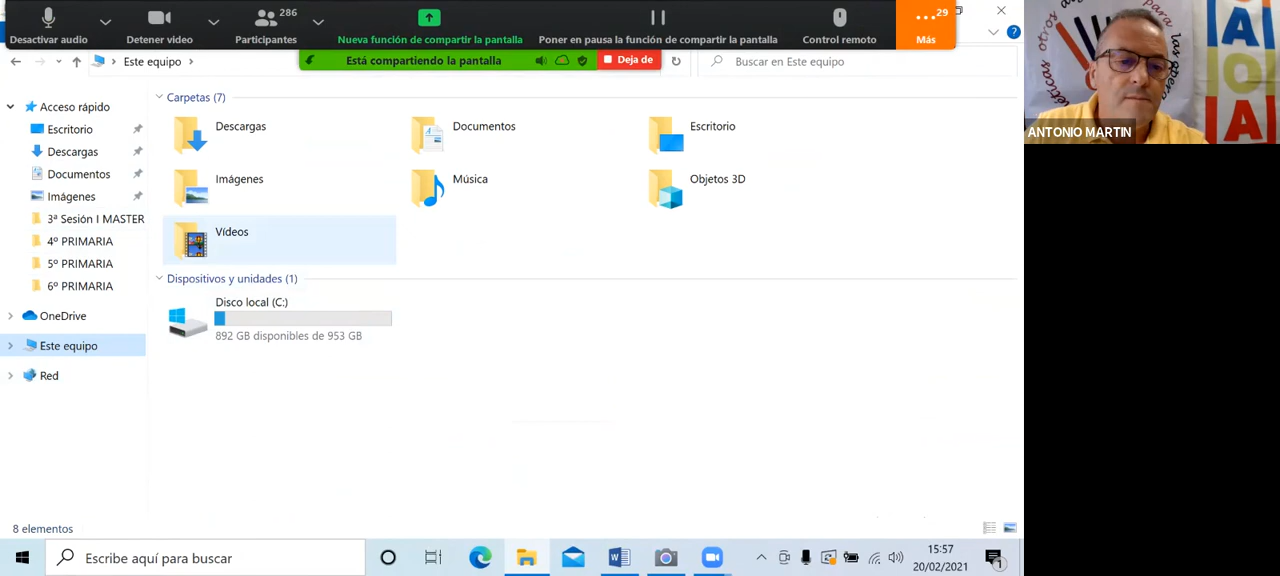 286
29
Desactivar audio
Detener video
Participantes
Nueva función de compartir la pantalla
Poner en pausa la función de compartir la pantalla
Control remoto
Más
Este equipo
Está compartiendo la pantalla
Deja de
Buscar en Este equipo
Acceso rápido
Escritorio
Descargas
Documentos
Imágenes
3ª Sesión I MASTER
4º PRIMARIA
5º PRIMARIA
6º PRIMARIA
OneDrive
Este equipo
Red
Carpetas (7)
Descargas
Documentos
Escritorio
Imágenes
Música
Objetos 3D
Vídeos
Dispositivos y unidades (1)
Disco local (C:)
892 GB disponibles de 953 GB
8 elementos
Escribe aquí para buscar
15:57
20/02/2021
1
otros
para
ANTONIO MARTIN